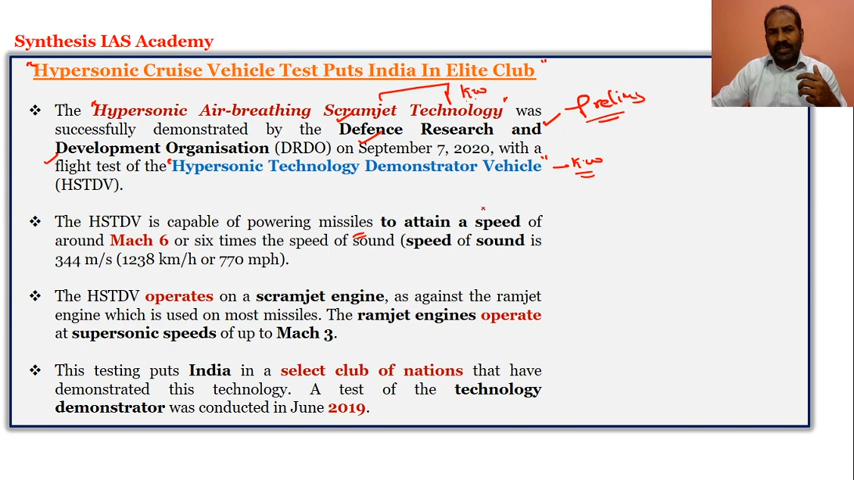 Synthesis IAS Academy
"Hypersonic Cruise Vehicle Test Puts India In Elite Club"
K.W
❖ The "Hypersonic Air-breathing Scramjet Technology" was
Prelims
successfully demonstrated by the Defence Research and
Development Organisation (DRDO) on September 7, 2020, with a
flight test of the "Hypersonic Technology Demonstrator Vehicle" – K.W
(HSTDV).
❖ The HSTDV is capable of powering missiles to attain a speed of
around Mach 6 or six times the speed of sound (speed of sound is
344 m/s (1238 km/h or 770 mph).
❖ The HSTDV operates on a scramjet engine, as against the ramjet
engine which is used on most missiles. The ramjet engines operate
at supersonic speeds of up to Mach 3.
❖ This testing puts India in a select club of nations that have
demonstrated this technology. A test of the technology
demonstrator was conducted in June 2019.